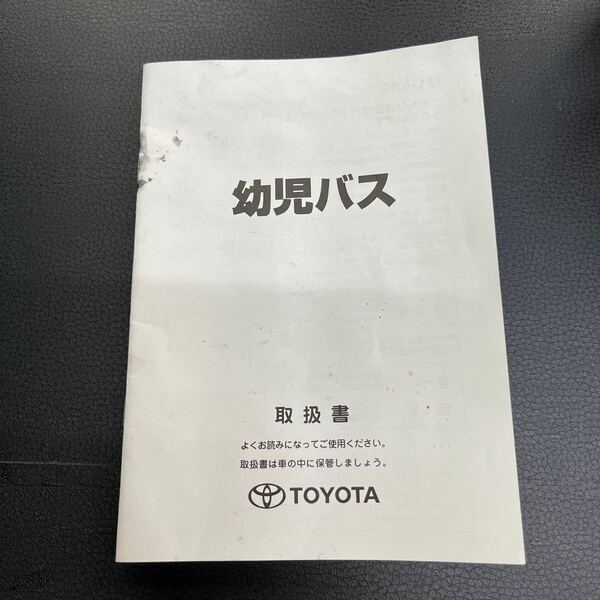 幼児バス
取扱書
よくお読みになってご使用ください。
取扱書は車の中に保管しましょう。
TOYOTA